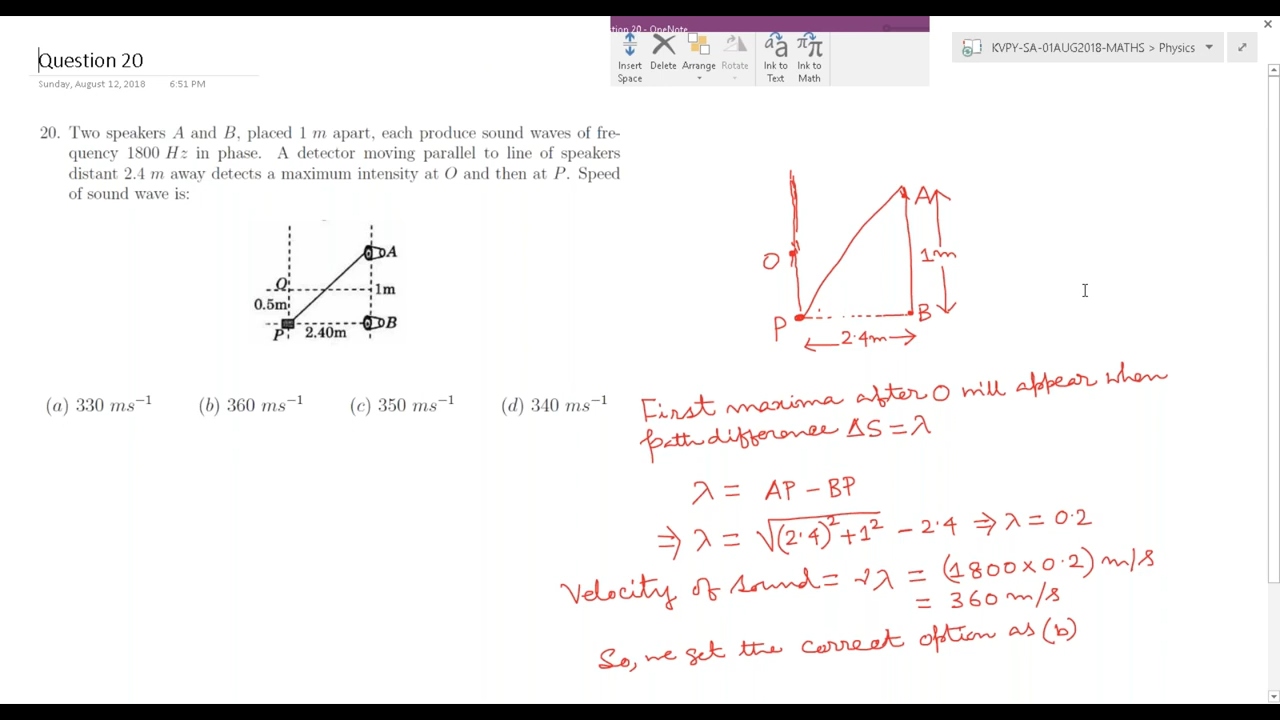 Question 20
Sunday, August 12, 2018 6:51 PM
tion 20 - OneNote
Insert Space
Delete
Arrange
Rotate
Ink to Text
Ink to Math
KVPY-SA-01AUG2018-MATHS > Physics
20. Two speakers A and B, placed 1 m apart, each produce sound waves of fre-
quency 1800 Hz in phase. A detector moving parallel to line of speakers
distant 2.4 m away detects a maximum intensity at O and then at P. Speed
of sound wave is:
A
O
1m
0.5m
P
2.40m
B
(a) 330 ms⁻¹ (b) 360 ms⁻¹ (c) 350 ms⁻¹ (d) 340 ms⁻¹
A
O
1m
P
B
2.4m
First maxima after O will appear when
path difference ΔS = λ
λ = AP - BP
⇒ λ = √((2.4)² + 1²) - 2.4 ⇒ λ = 0.2
Velocity of sound = νλ = (1800 × 0.2) m/s
= 360 m/s
So, we get the correct option as (b)